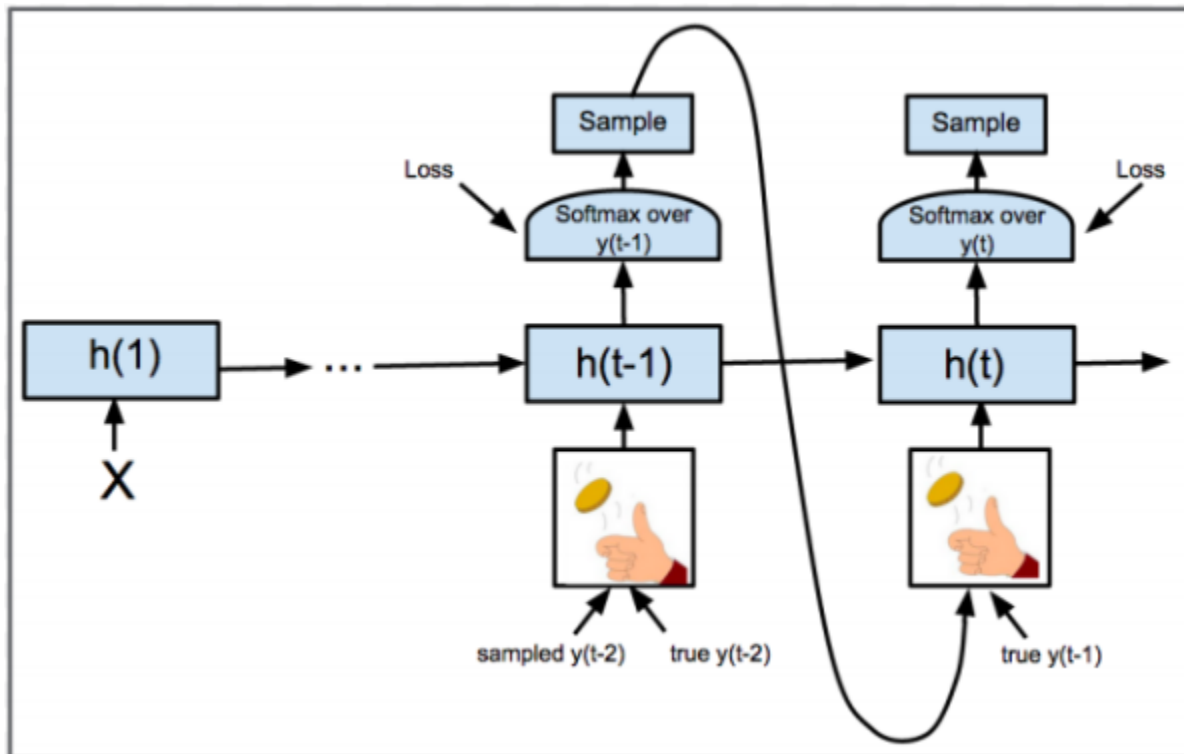 Sample
Sample
Loss
Loss
Softmax over
y(t-1)
Softmax over
y(t)
h(1)
...
h(t-1)
h(t)
X
sampled y(t-2)
true y(t-2)
true y(t-1)